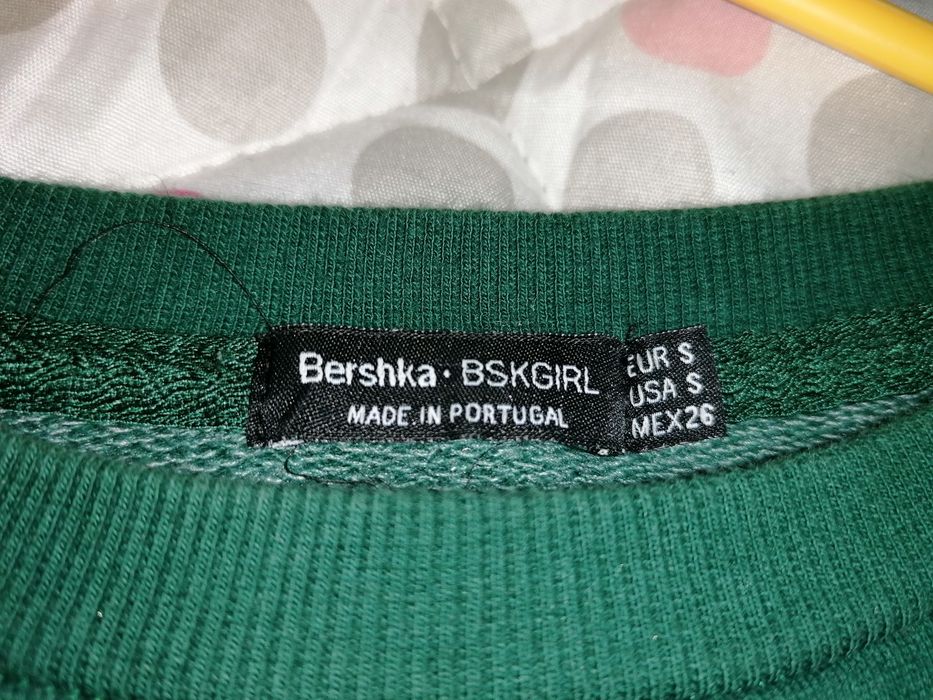 Bershka · BSKGIRL
MADE IN PORTUGAL
EUR S
USA S
MEX26